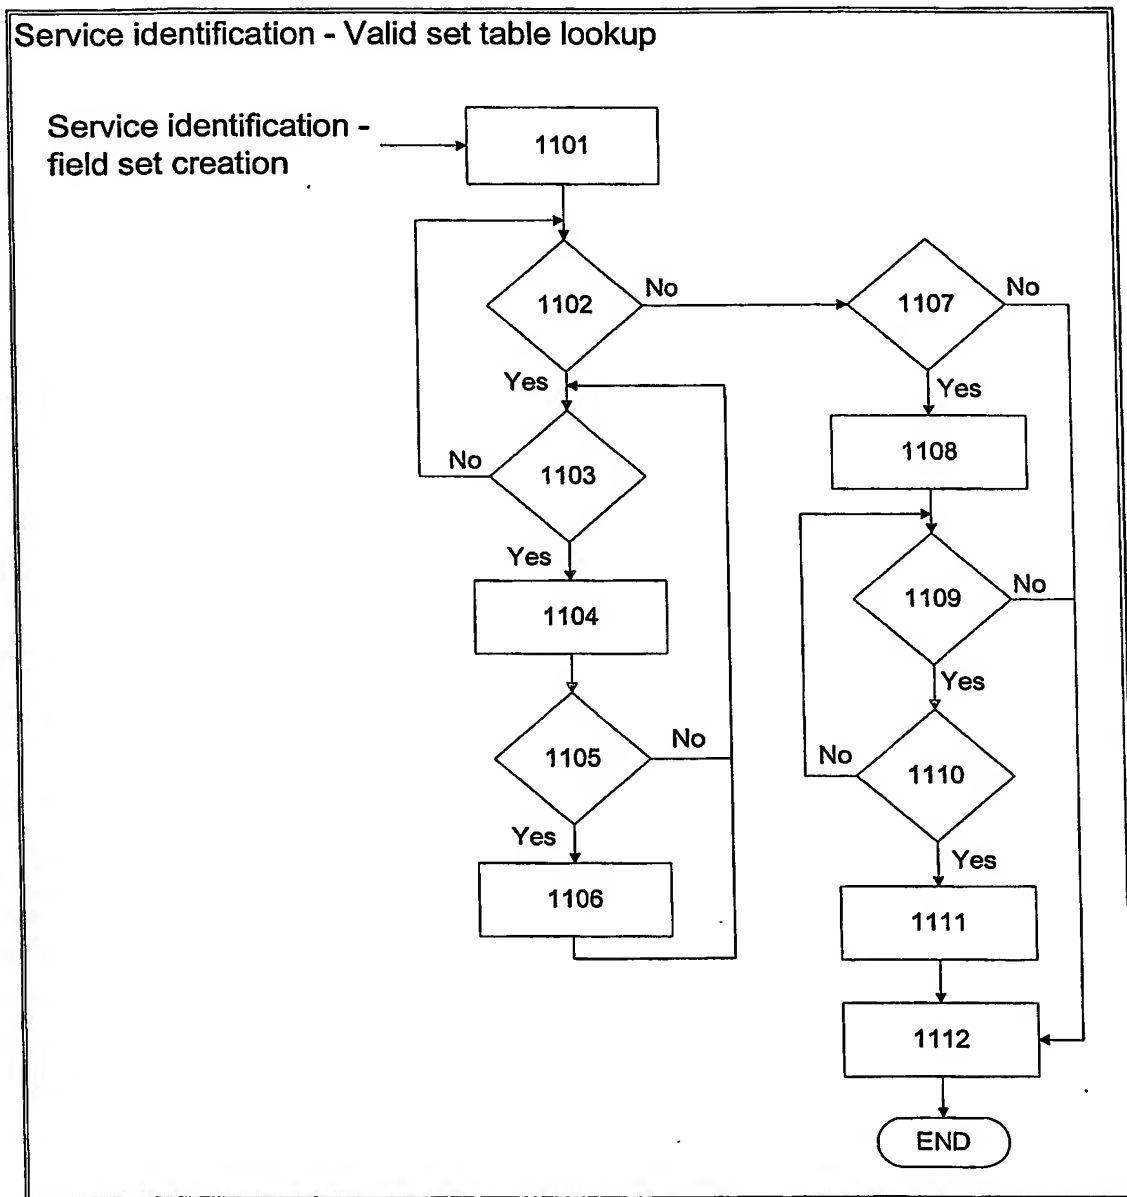 Service identification - Valid set table lookup
Service identification -
field set creation
1101
1102
No
1107
No
Yes
Yes
1103
No
1108
Yes
1109
No
1104
Yes
1105
No
1110
No
Yes
Yes
1106
1111
1112
END